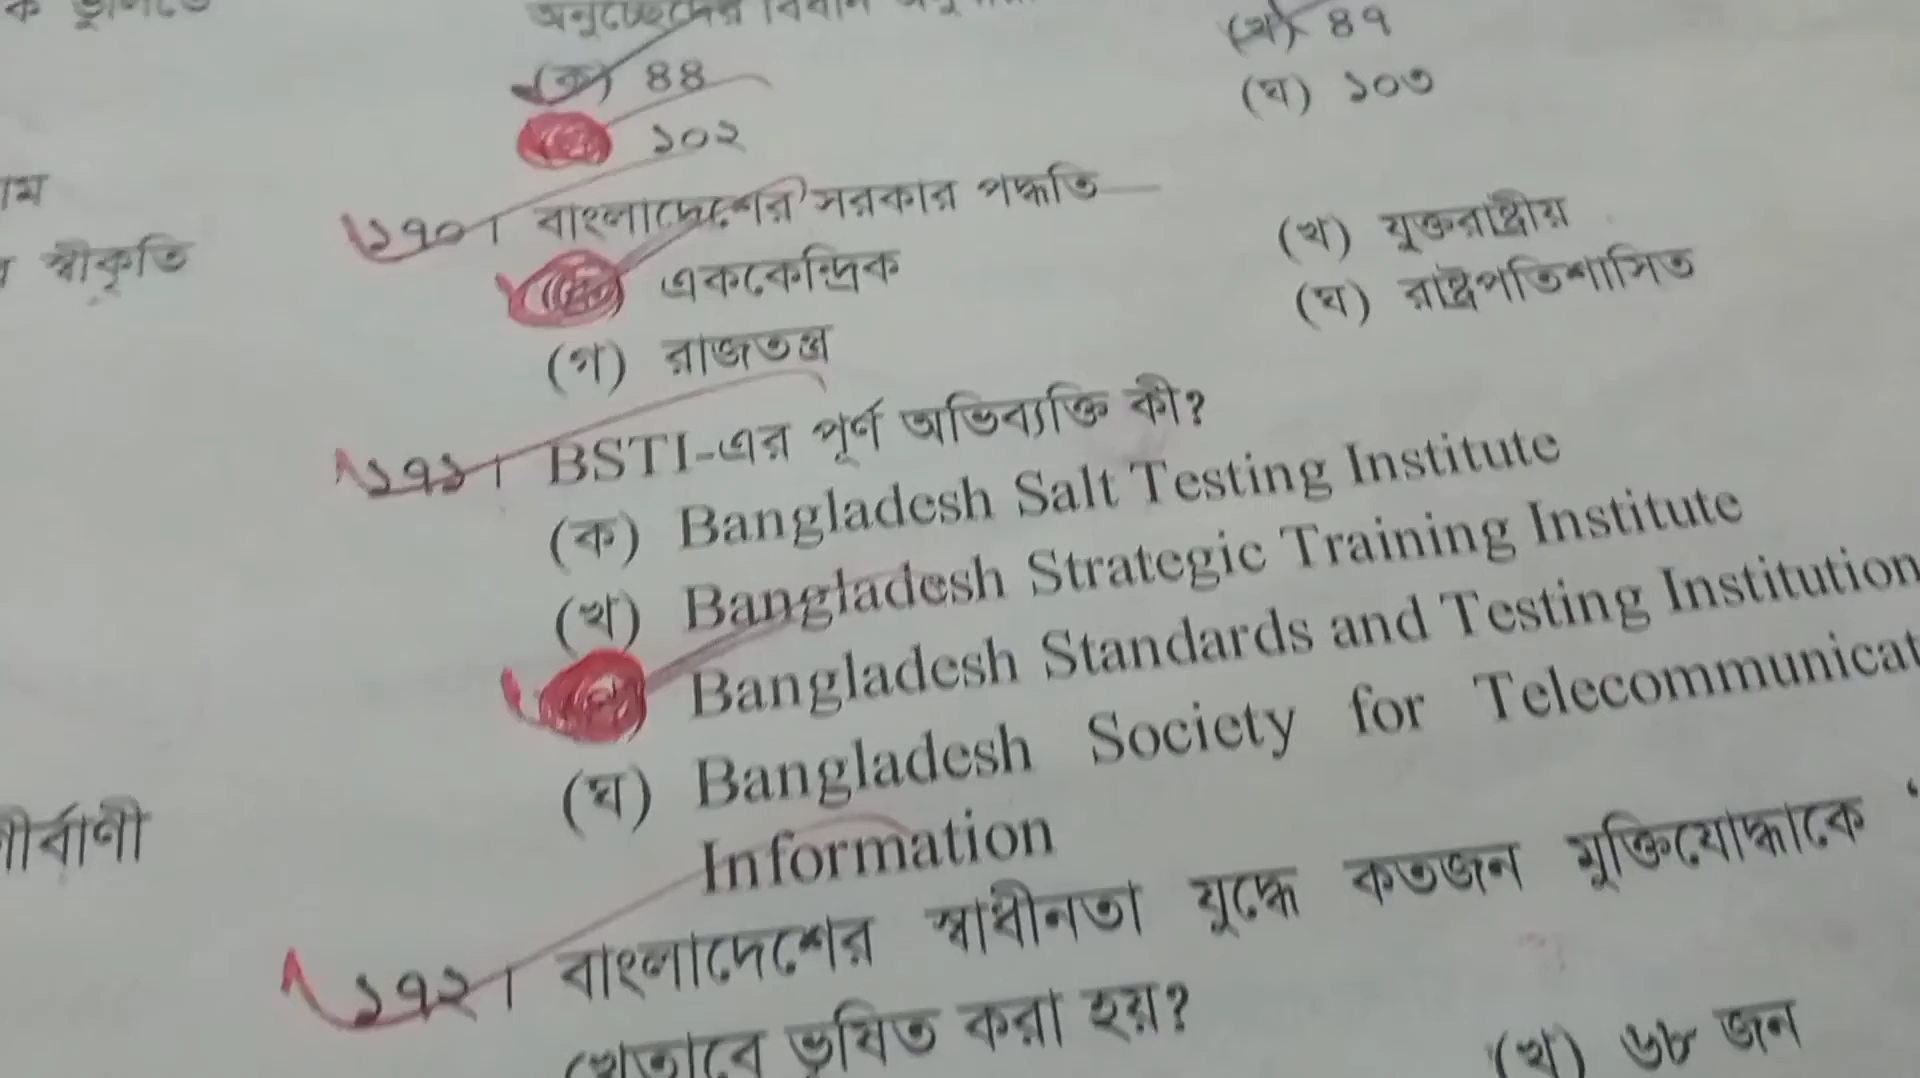 (ক) ৪৪
(খ) ৪৭
১০২
(ঘ) ১০৩
স্বীকৃতি
১৭০। বাংলাদেশের সরকার পদ্ধতি
এককেন্দ্রিক
(খ) যুক্তরাষ্ট্রীয়
(গ) রাজতন্ত্র
(ঘ) রাষ্ট্রপতিশাসিত
১৭১। BSTI-এর পূর্ণ অভিব্যক্তি কী?
(ক) Bangladesh Salt Testing Institute
(খ) Bangladesh Strategic Training Institute
Bangladesh Standards and Testing Institution
(ঘ) Bangladesh Society for Telecommunicat
Information
১৭২। বাংলাদেশের স্বাধীনতা যুদ্ধে কতজন মুক্তিযোদ্ধাকে ‘
খেতাবে ভূষিত করা হয়?
(খ) ৬৮ জন